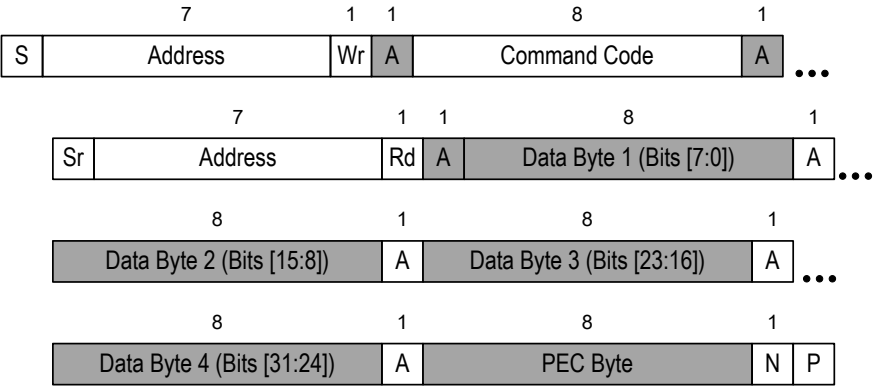 7 1 1 8 1
S Address Wr A Command Code A •••
7 1 1 8 1
Sr Address Rd A Data Byte 1 (Bits [7:0]) A •••
8 1 8 1
Data Byte 2 (Bits [15:8]) A Data Byte 3 (Bits [23:16]) A •••
8 1 8 1
Data Byte 4 (Bits [31:24]) A PEC Byte N P